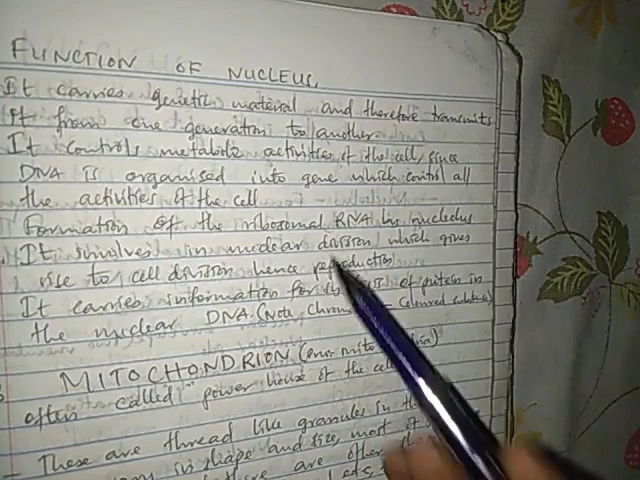 FUNCTION OF NUCLEUS.
It carries genetic material and therefore transmits
it from one generation to another
It controls metabolic activities of the cell, since
DNA is organised into gene which control all
the activities of the cell
Formation of the ribosomal RNA by nucleolus
It involves in nuclear division, which gives
rise to cell division hence reproduction
It carries information for of protein in
the nuclear DNA (Note, Chrom - Coloured
MITOCHONDRION (
often called "power house of the cell
- These are thread like granules in the
in shape and size, most of
there are other